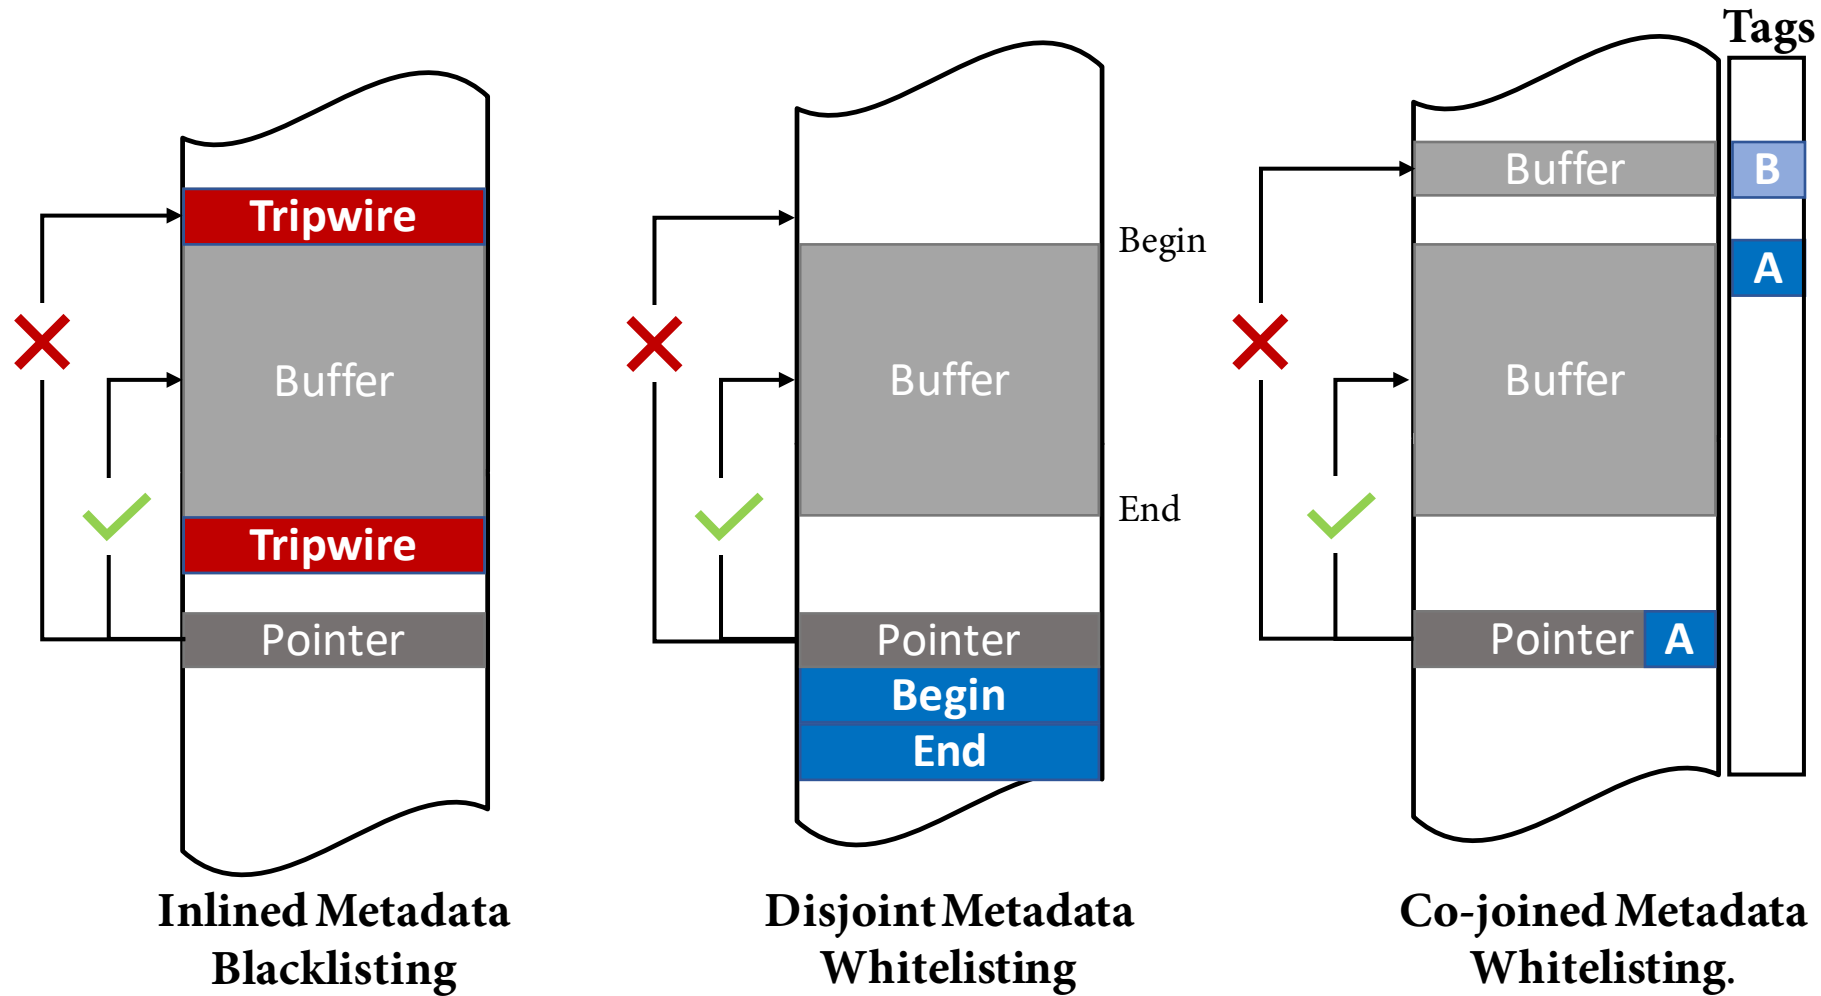 Tripwire
Buffer
Tripwire
Pointer
Inlined Metadata
Blacklisting
Begin
Buffer
End
Pointer
Begin
End
Disjoint Metadata
Whitelisting
Tags
Buffer
B
A
Buffer
Pointer A
Co-joined Metadata
Whitelisting.